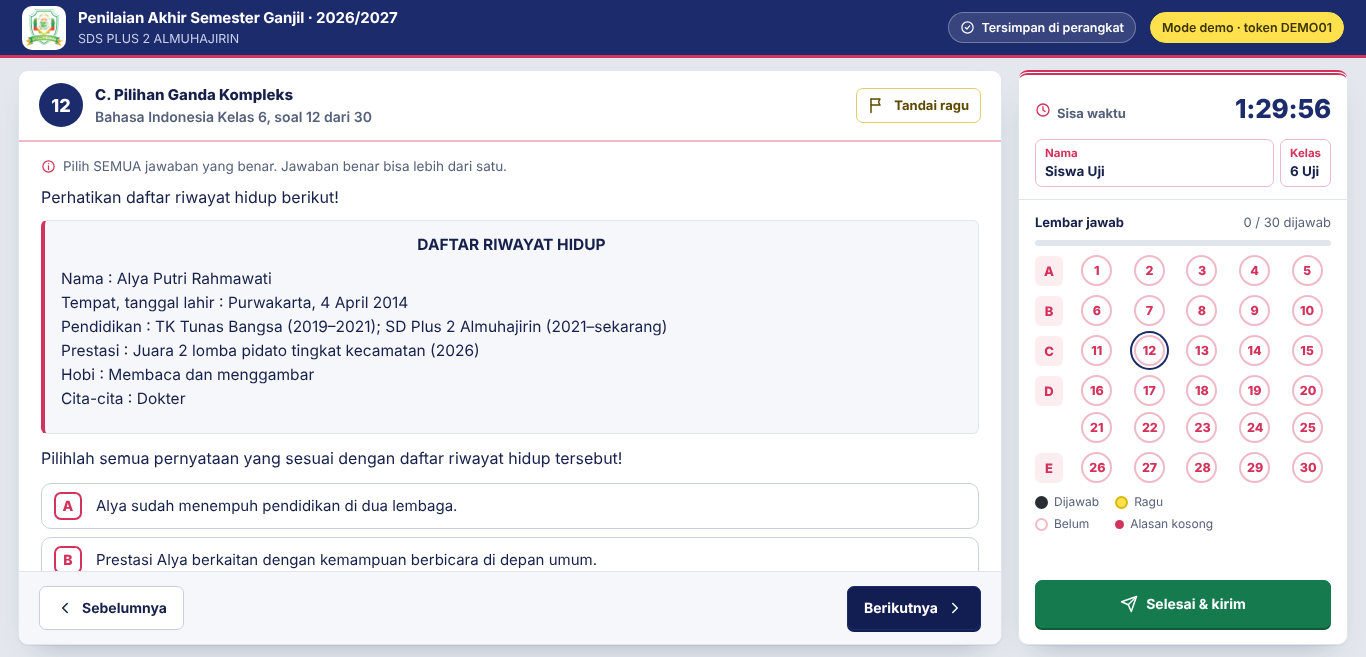 Penilaian Akhir Semester Ganjil · 2026/2027
SDS PLUS 2 ALMUHAJIRIN
Tersimpan di perangkat
Mode demo · token DEMO01
12
C. Pilihan Ganda Kompleks
Bahasa Indonesia Kelas 6, soal 12 dari 30
Tandai ragu
Pilih SEMUA jawaban yang benar. Jawaban benar bisa lebih dari satu.
Perhatikan daftar riwayat hidup berikut!
DAFTAR RIWAYAT HIDUP
Nama : Alya Putri Rahmawati
Tempat, tanggal lahir : Purwakarta, 4 April 2014
Pendidikan : TK Tunas Bangsa (2019–2021); SD Plus 2 Almuhajirin (2021–sekarang)
Prestasi : Juara 2 lomba pidato tingkat kecamatan (2026)
Hobi : Membaca dan menggambar
Cita-cita : Dokter
Pilihlah semua pernyataan yang sesuai dengan daftar riwayat hidup tersebut!
A Alya sudah menempuh pendidikan di dua lembaga.
B Prestasi Alya berkaitan dengan kemampuan berbicara di depan umum.
Sebelumnya
Berikutnya
Sisa waktu
1:29:56
Nama
Siswa Uji
Kelas
6 Uji
Lembar jawab
0 / 30 dijawab
A 1 2 3 4 5
B 6 7 8 9 10
C 11 12 13 14 15
D 16 17 18 19 20
21 22 23 24 25
E 26 27 28 29 30
Dijawab
Ragu
Belum
Alasan kosong
Selesai & kirim